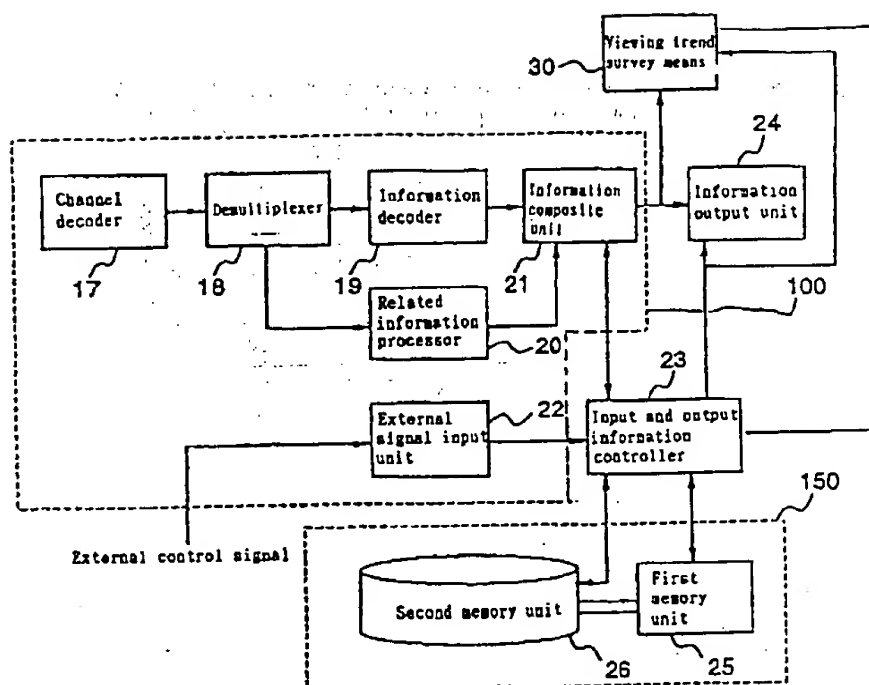 Viewing trend
survey means
30
24
Channel
decoder
Demultiplexer
Information
decoder
Information
composite
unit
Information
output unit
17
18
19
21
100
Related
information
processor
20
23
22
External
signal input
unit
Input and output
information
controller
150
External control signal
Second memory unit
First
memory
unit
26
25